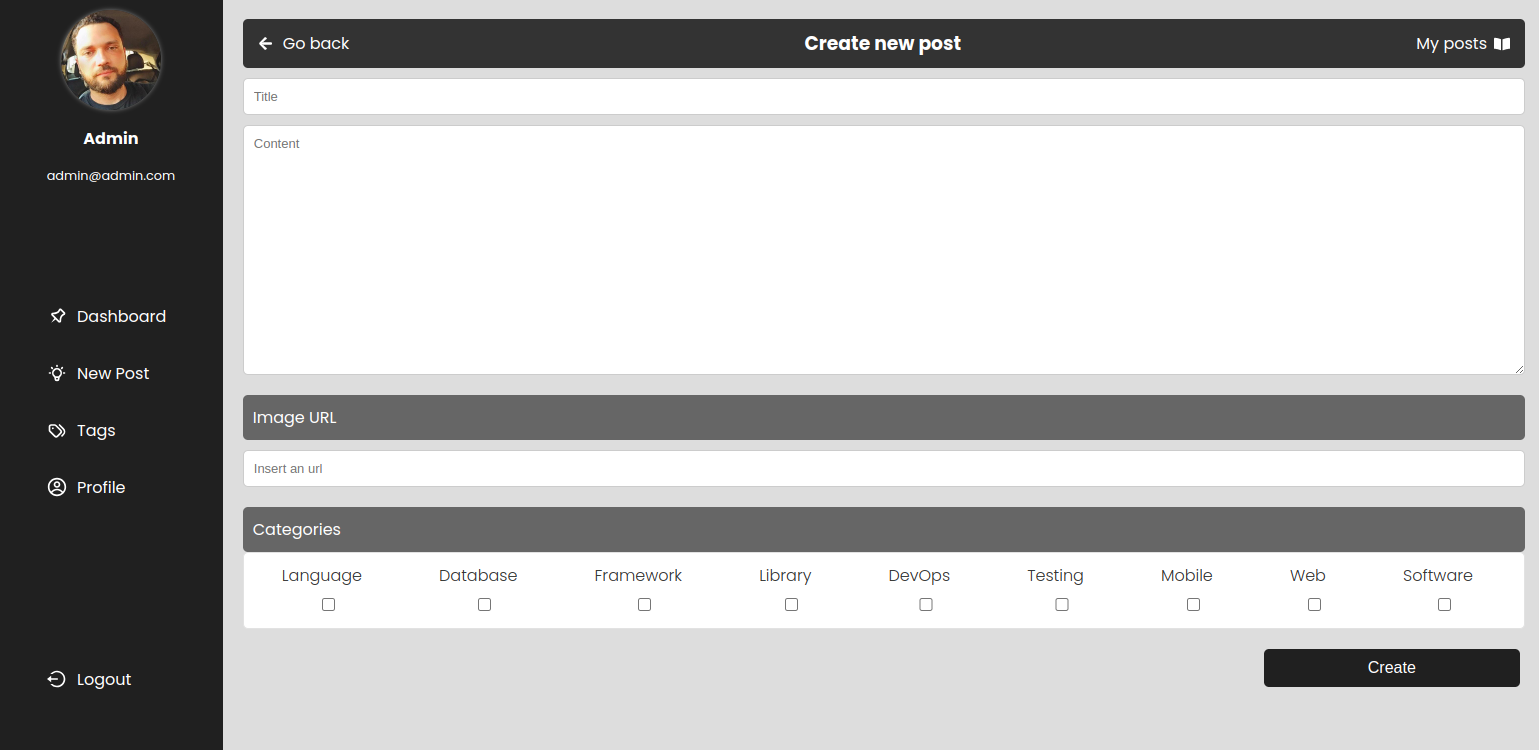 Admin
admin@admin.com
Dashboard
New Post
Tags
Profile
Logout
Go back
Create new post
My posts
Title
Content
Image URL
Insert an url
Categories
Language Database Framework Library DevOps Testing Mobile Web Software
Create